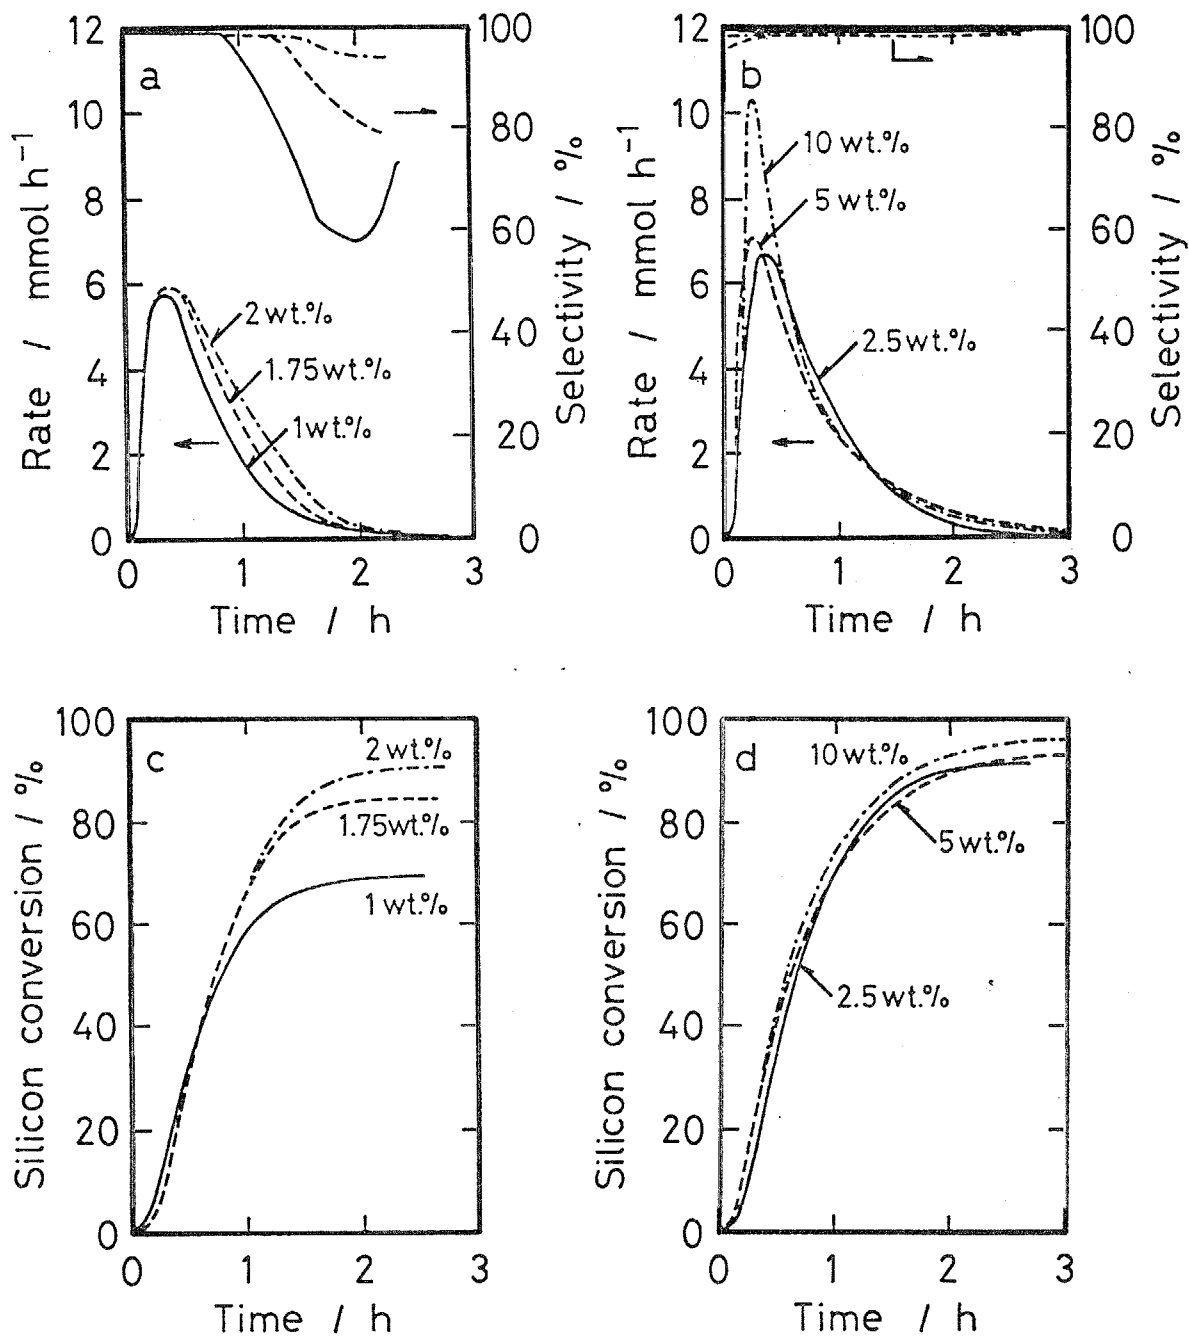 a
12
10
8
6
4
2
0
Rate / mmol h⁻¹
100
80
60
40
20
0
Selectivity / %
2 wt.%
1.75 wt.%
1 wt.%
0 1 2 3
Time / h
b
12
10
8
6
4
2
0
Rate / mmol h⁻¹
100
80
60
40
20
0
Selectivity / %
10 wt.%
5 wt.%
2.5 wt.%
0 1 2 3
Time / h
c
100
80
60
40
20
0
Silicon conversion / %
2 wt.%
1.75 wt.%
1 wt.%
0 1 2 3
Time / h
d
100
80
60
40
20
0
Silicon conversion / %
10 wt.%
5 wt.%
2.5 wt.%
0 1 2 3
Time / h